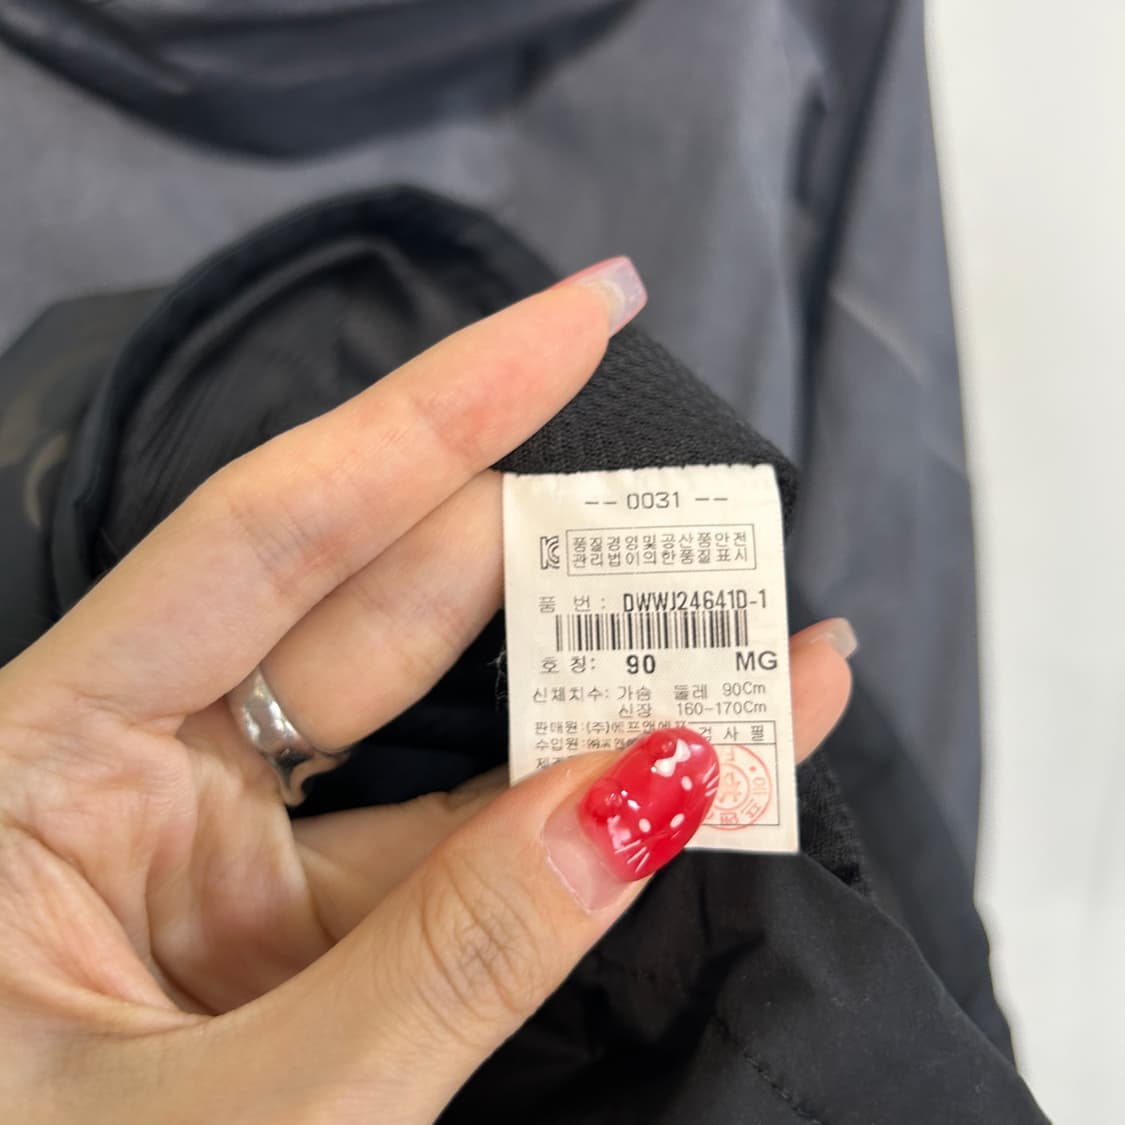 -- 0031 --
품질경영및공산품안전
관리법이의한품질표시
품 번: DWWJ24641D-1
호 칭: 90 MG
신체치수: 가슴 둘레 90Cm
신장 160-170Cm
판매원:(주)에프앤에프 검 사 필
수입원: